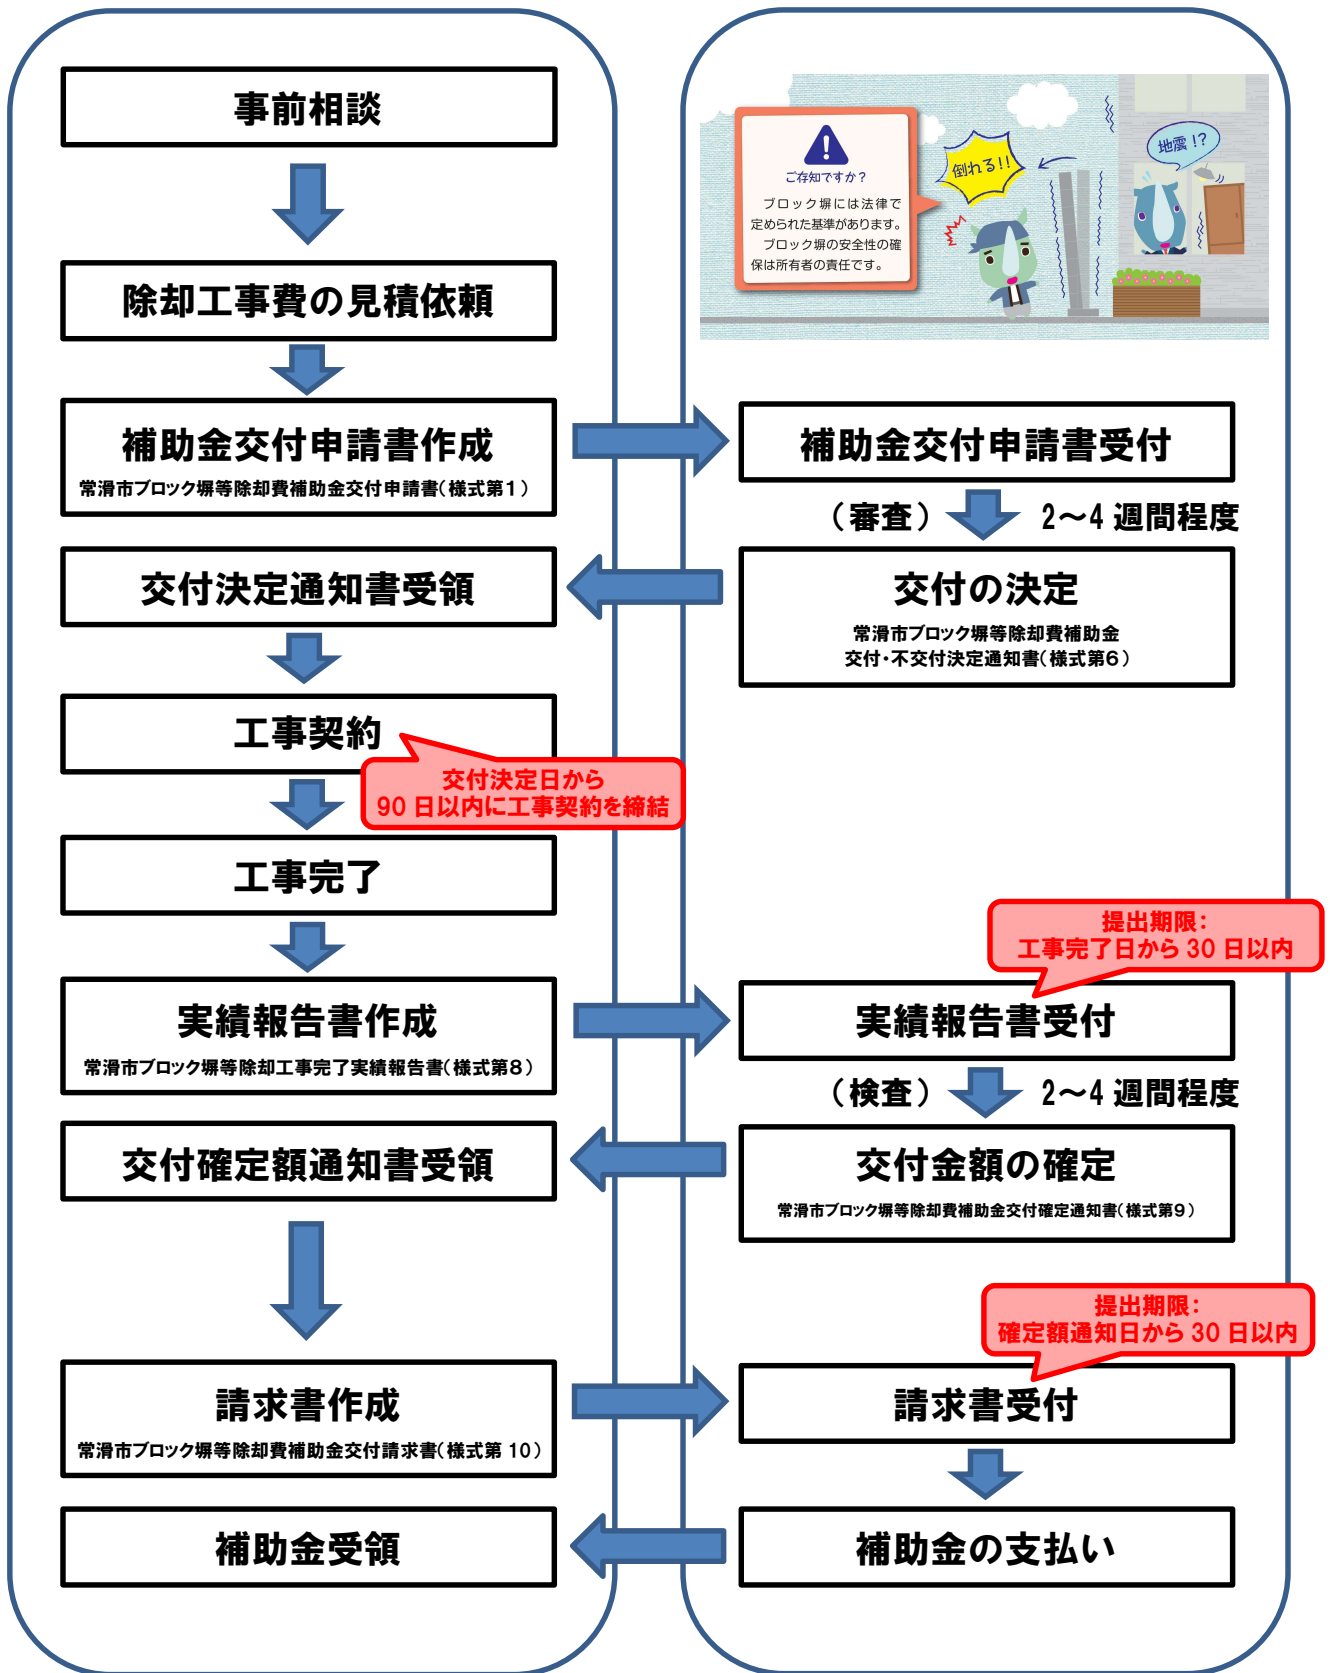 事前相談
除却工事費の見積依頼
補助金交付申請書作成
常滑市ブロック塀等除却費補助金交付申請書(様式第1)
交付決定通知書受領
工事契約
交付決定日から
90日以内に工事契約を締結
工事完了
実績報告書作成
常滑市ブロック塀等除却工事完了実績報告書(様式第8)
交付確定額通知書受領
請求書作成
常滑市ブロック塀等除却費補助金交付請求書(様式第10)
補助金受領
ご存知ですか?
ブロック塀には法律で
定められた基準があります。
ブロック塀の安全性の確
保は所有者の責任です。
倒れる!!
地震!?
補助金交付申請書受付
(審査) 2～4週間程度
交付の決定
常滑市ブロック塀等除却費補助金
交付・不交付決定通知書(様式第6)
提出期限:
工事完了日から30日以内
実績報告書受付
(検査) 2～4週間程度
交付金額の確定
常滑市ブロック塀等除却費補助金交付確定通知書(様式第9)
提出期限:
確定額通知日から30日以内
請求書受付
補助金の支払い